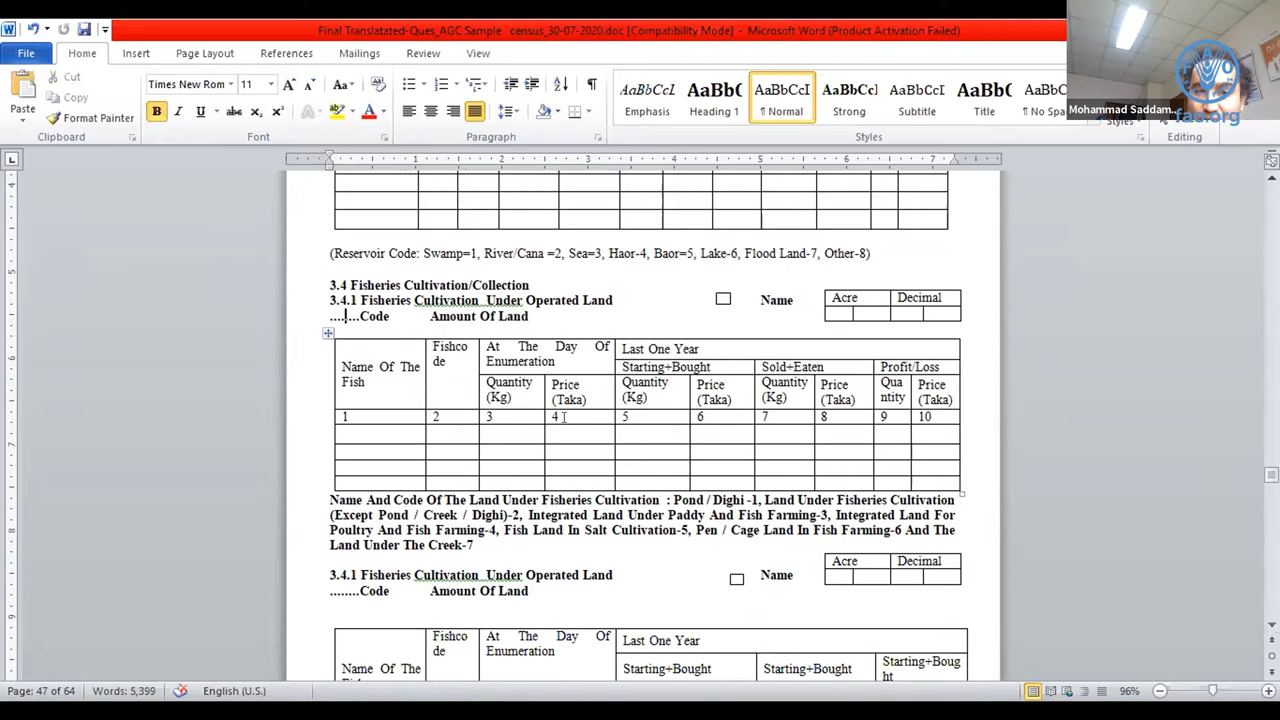 Final Translatated-Ques_AGC Sample census_30-07-2020.doc [Compatibility Mode] - Microsoft Word (Product Activation Failed)
File Home Insert Page Layout References Mailings Review View
Mohammad Saddam...
fao.org
Paste
Cut
Copy
Format Painter
Clipboard
Times New Rom 11
Font
Paragraph
AaBbCcI AaBbC AaBbCcI AaBbCcI AaBbCcI AaBbC
Emphasis Heading 1 ¶ Normal Strong Subtitle Title ¶ No Spa
Styles
Styles
Editing
(Reservoir Code: Swamp=1, River/Cana =2, Sea=3, Haor-4, Baor=5, Lake-6, Flood Land-7, Other-8)
3.4 Fisheries Cultivation/Collection
3.4.1 Fisheries Cultivation Under Operated Land Name Acre Decimal
........Code Amount Of Land
Name Of The Fish
Fishco
de
At The Day Of
Enumeration
Last One Year
Starting+Bought Sold+Eaten Profit/Loss
Quantity
(Kg)
Price
(Taka)
Quantity
(Kg)
Price
(Taka)
Quantity
(Kg)
Price
(Taka)
Qua
ntity
Price
(Taka)
1 2 3 4 5 6 7 8 9 10
Name And Code Of The Land Under Fisheries Cultivation : Pond / Dighi -1, Land Under Fisheries Cultivation
(Except Pond / Creek / Dighi)-2, Integrated Land Under Paddy And Fish Farming-3, Integrated Land For
Poultry And Fish Farming-4, Fish Land In Salt Cultivation-5, Pen / Cage Land In Fish Farming-6 And The
Land Under The Creek-7
Acre Decimal
3.4.1 Fisheries Cultivation Under Operated Land Name
........Code Amount Of Land
Name Of The
Fishco
de
At The Day Of
Enumeration
Last One Year
Starting+Bought Sold+Eaten Starting+Boug
ht
Page: 47 of 64 Words: 5,399 English (U.S.) 96%